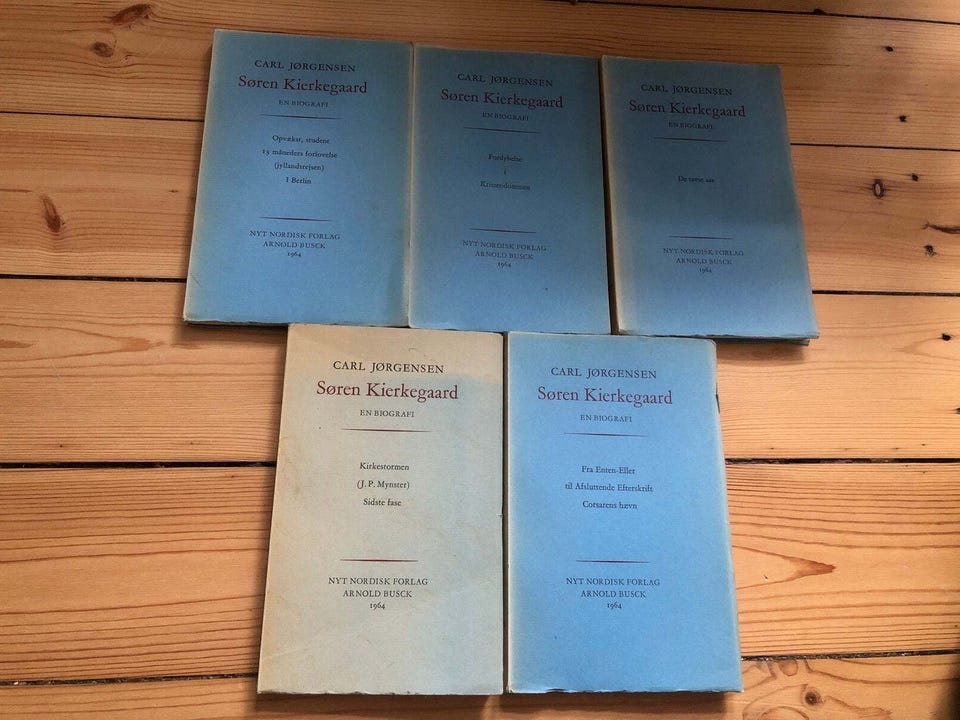 CARL JØRGENSEN
Søren Kierkegaard
EN BIOGRAFI
Opvækst, student
15 måneders forlovelse
(jyllandsrejsen)
I Berlin
NYT NORDISK FORLAG
ARNOLD BUSCK
1964
CARL JØRGENSEN
Søren Kierkegaard
EN BIOGRAFI
Fordybelse
i
Kristendommen
NYT NORDISK FORLAG
ARNOLD BUSCK
1964
CARL JØRGENSEN
Søren Kierkegaard
EN BIOGRAFI
De tavse aar
NYT NORDISK FORLAG
ARNOLD BUSCK
1964
CARL JØRGENSEN
Søren Kierkegaard
EN BIOGRAFI
Kirkestormen
(J. P. Mynster)
Sidste fase
NYT NORDISK FORLAG
ARNOLD BUSCK
1964
CARL JØRGENSEN
Søren Kierkegaard
EN BIOGRAFI
Fra Enten-Eller
til Afsluttende Efterskrift
Corsarens hævn
NYT NORDISK FORLAG
ARNOLD BUSCK
1964